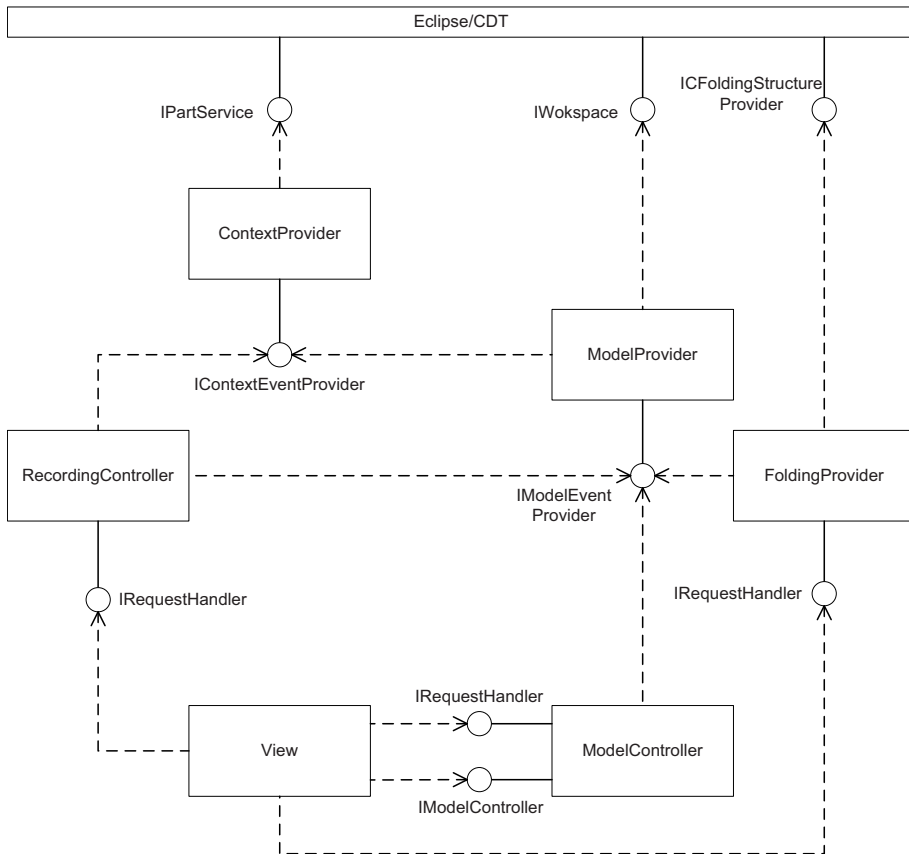 Eclipse/CDT
IPartService
IWokspace
ICFoldingStructure
Provider
ContextProvider
ModelProvider
IContextEventProvider
RecordingController
IModelEvent
Provider
FoldingProvider
IRequestHandler
IRequestHandler
IRequestHandler
View
ModelController
IModelController